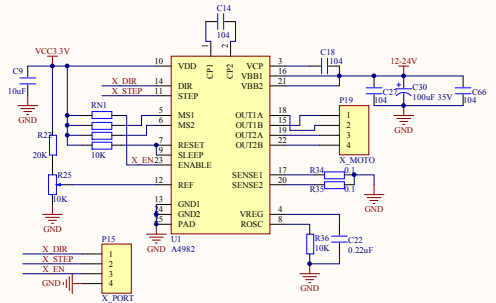 C14
104
1
2
CP1
CP2
VCC3.3V
C9
10uF
GND
10
VDD
VCP
3
C18
104
12-24V
VBB1
16
VBB2
21
X_DIR
14
DIR
X_STEP
11
STEP
C27
104
C30
100uF 35V
C66
104
GND
RN1
10K
5
MS1
6
MS2
OUT1A
18
OUT1B
15
OUT2A
19
OUT2B
22
P19
1
2
3
4
X_MOTO
7
RESET
9
SLEEP
X_EN
23
ENABLE
20K
R25
10K
GND
12
REF
SENSE1
17
R34
0.1
SENSE2
20
R35
0.1
GND
13
GND1
GND2
PAD
GND
U1
A4982
VREG
4
ROSC
8
R36
10K
C22
0.22uF
GND
P15
X_DIR
1
X_STEP
2
X_EN
3
GND
4
X_PORT